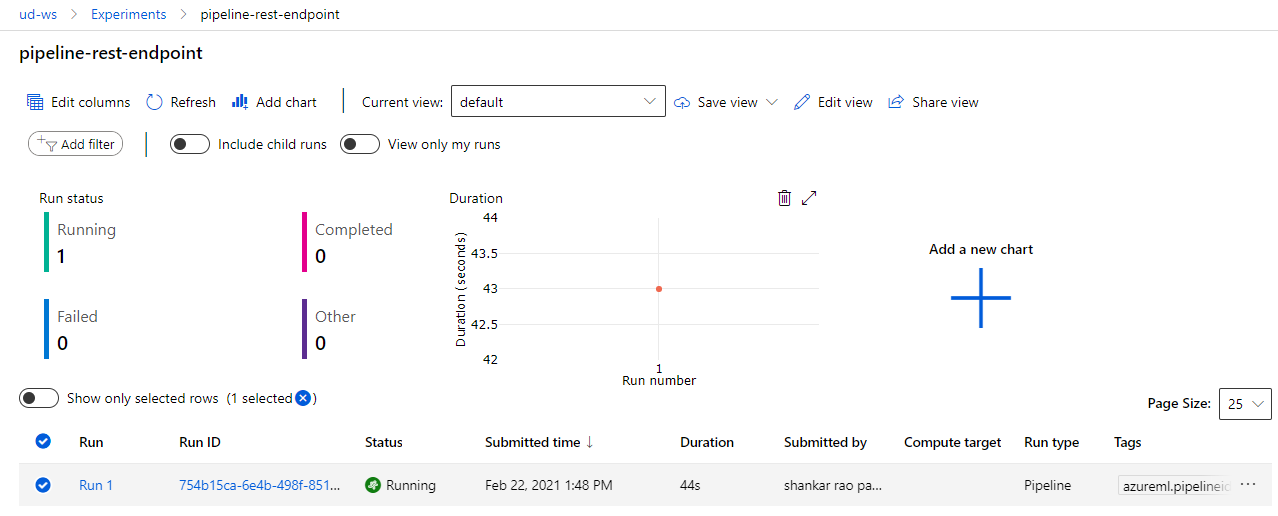 ud-ws > Experiments > pipeline-rest-endpoint
pipeline-rest-endpoint
Edit columns Refresh Add chart Current view: default Save view Edit view Share view
Add filter Include child runs View only my runs
Run status
Running
1
Completed
0
Failed
0
Other
0
Duration
Duration (seconds)
44
43.5
43
42.5
42
1
Run number
Add a new chart
Show only selected rows (1 selected )
Page Size: 25
Run Run ID Status Submitted time ↓ Duration Submitted by Compute target Run type Tags
Run 1 754b15ca-6e4b-498f-851... Running Feb 22, 2021 1:48 PM 44s shankar rao pa... Pipeline azureml.pipelineid ...